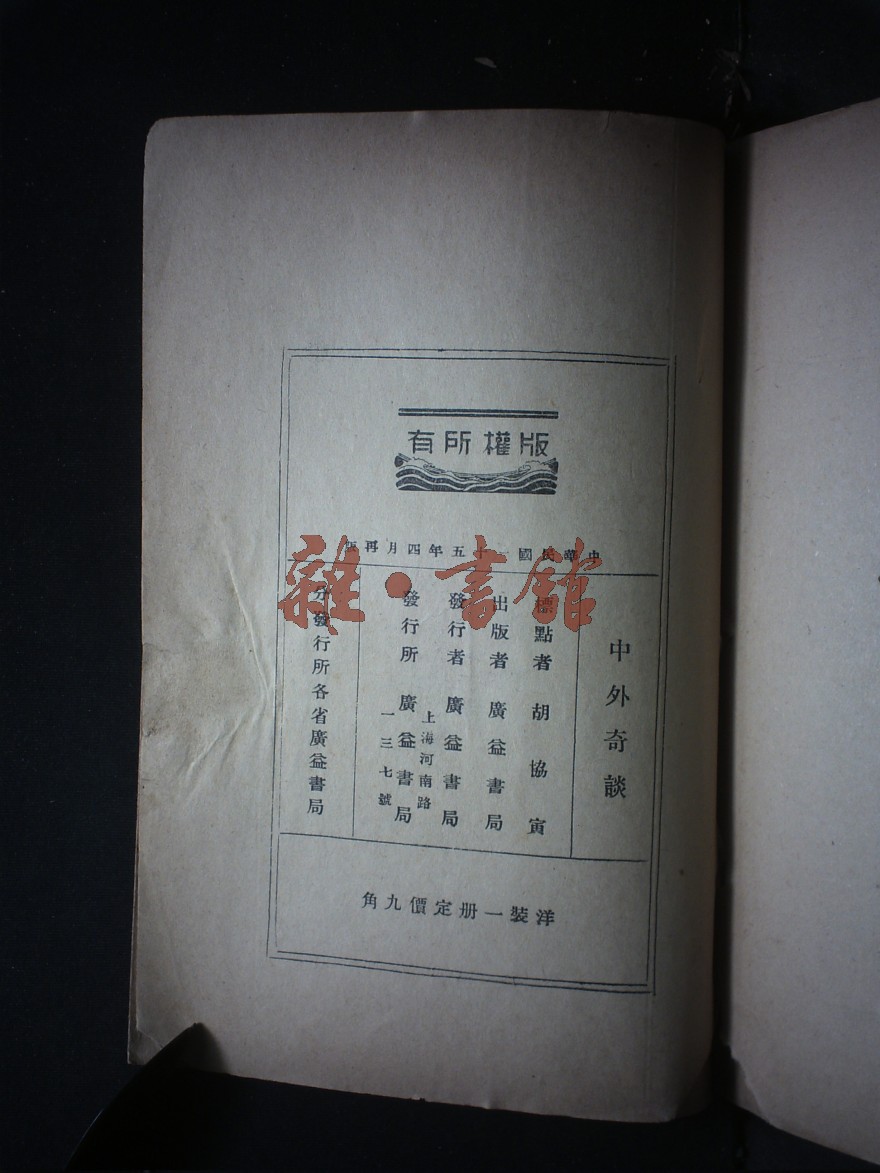 版權所有
中華民國十五年四月再版
雜·書館
中外奇談
標點者 胡協寅
出版者 廣益書局
發行者 廣益書局
上海河南路
一三七號
發行所 廣益書局
分發行所各省廣益書局
洋裝一册定價九角